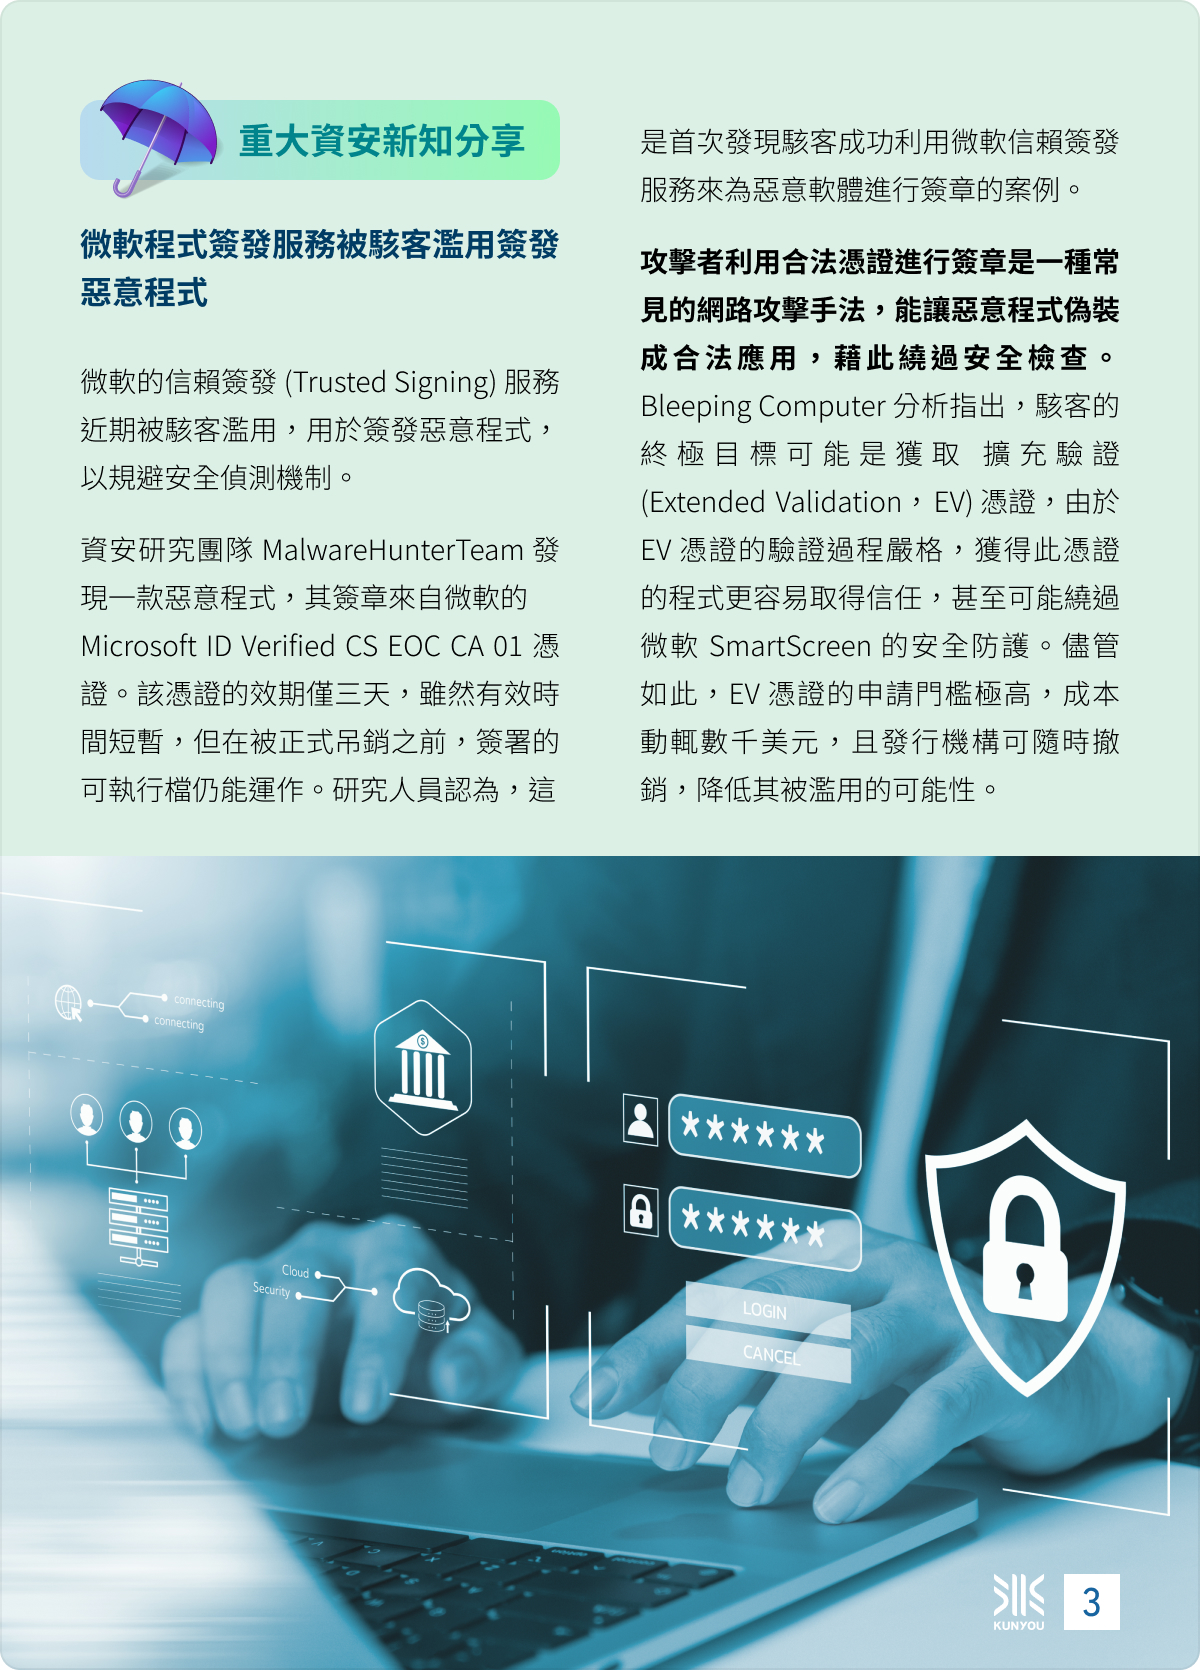 重大資安新知分享
微軟程式簽發服務被駭客濫用簽發
惡意程式
微軟的信賴簽發 (Trusted Signing) 服務
近期被駭客濫用，用於簽發惡意程式，
以規避安全偵測機制。
資安研究團隊 MalwareHunterTeam 發
現一款惡意程式，其簽章來自微軟的
Microsoft ID Verified CS EOC CA 01 憑
證。該憑證的效期僅三天，雖然有效時
間短暫，但在被正式吊銷之前，簽署的
可執行檔仍能運作。研究人員認為，這
是首次發現駭客成功利用微軟信賴簽發
服務來為惡意軟體進行簽章的案例。
攻擊者利用合法憑證進行簽章是一種常
見的網路攻擊手法，能讓惡意程式偽裝
成合法應用，藉此繞過安全檢查。
Bleeping Computer 分析指出，駭客的
終極目標可能是獲取 擴充驗證
(Extended Validation， EV) 憑證，由於
EV 憑證的驗證過程嚴格，獲得此憑證
的程式更容易取得信任，甚至可能繞過
微軟 SmartScreen 的安全防護。儘管
如此，EV 憑證的申請門檻極高，成本
動輒數千美元，且發行機構可隨時撤
銷，降低其被濫用的可能性。
connecting
connecting
Cloud
Security
******
******
LOGIN
CANCEL
KUNYOU
3